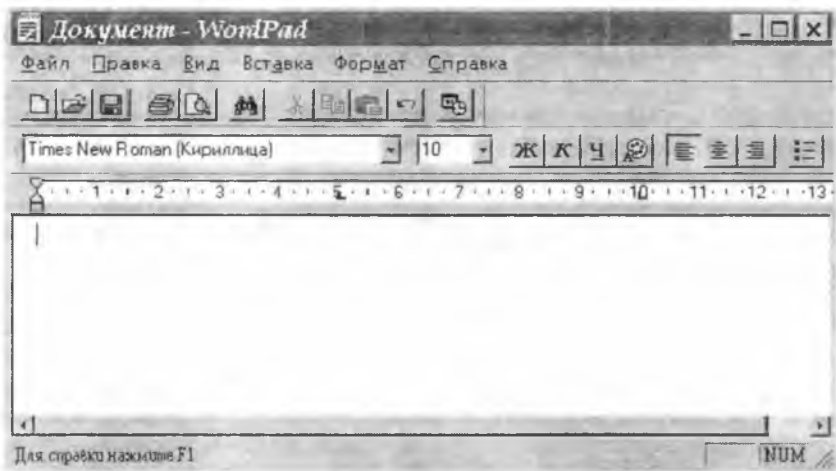 Документ - WordPad
Файл Правка Вид Вставка Формат Справка
Times New Roman (Кириллица) 10 Ж К Ч
1 2 3 4 5 6 7 8 9 10 11 12 13
Для справки нажмите F1 NUM